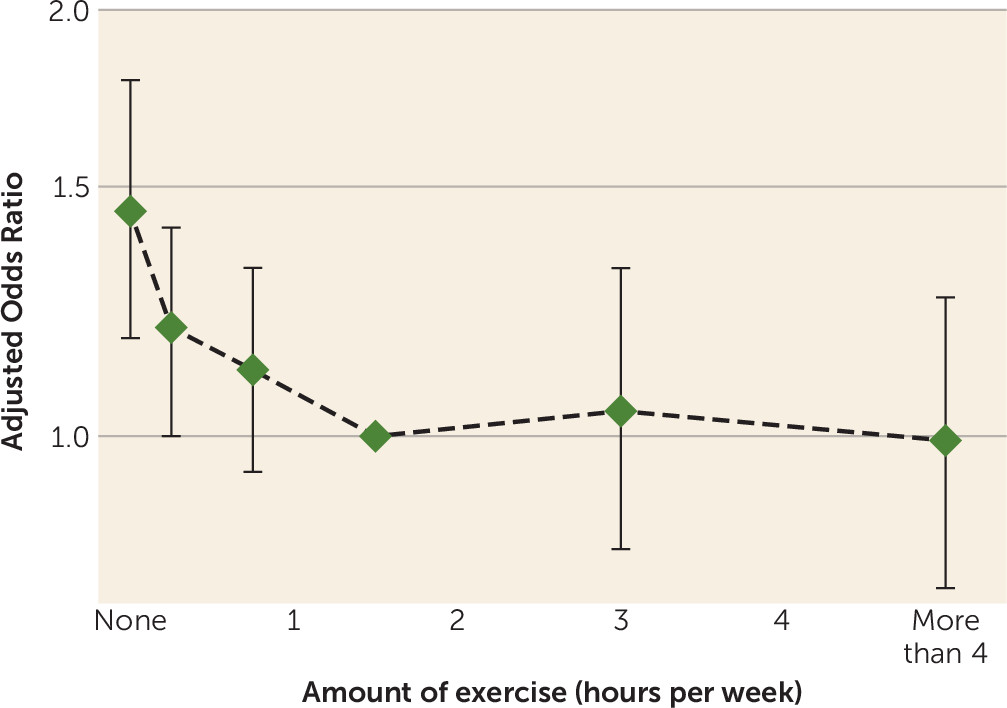 2.0
1.5
1.0
Adjusted Odds Ratio
None 1 2 3 4 More
than 4
Amount of exercise (hours per week)